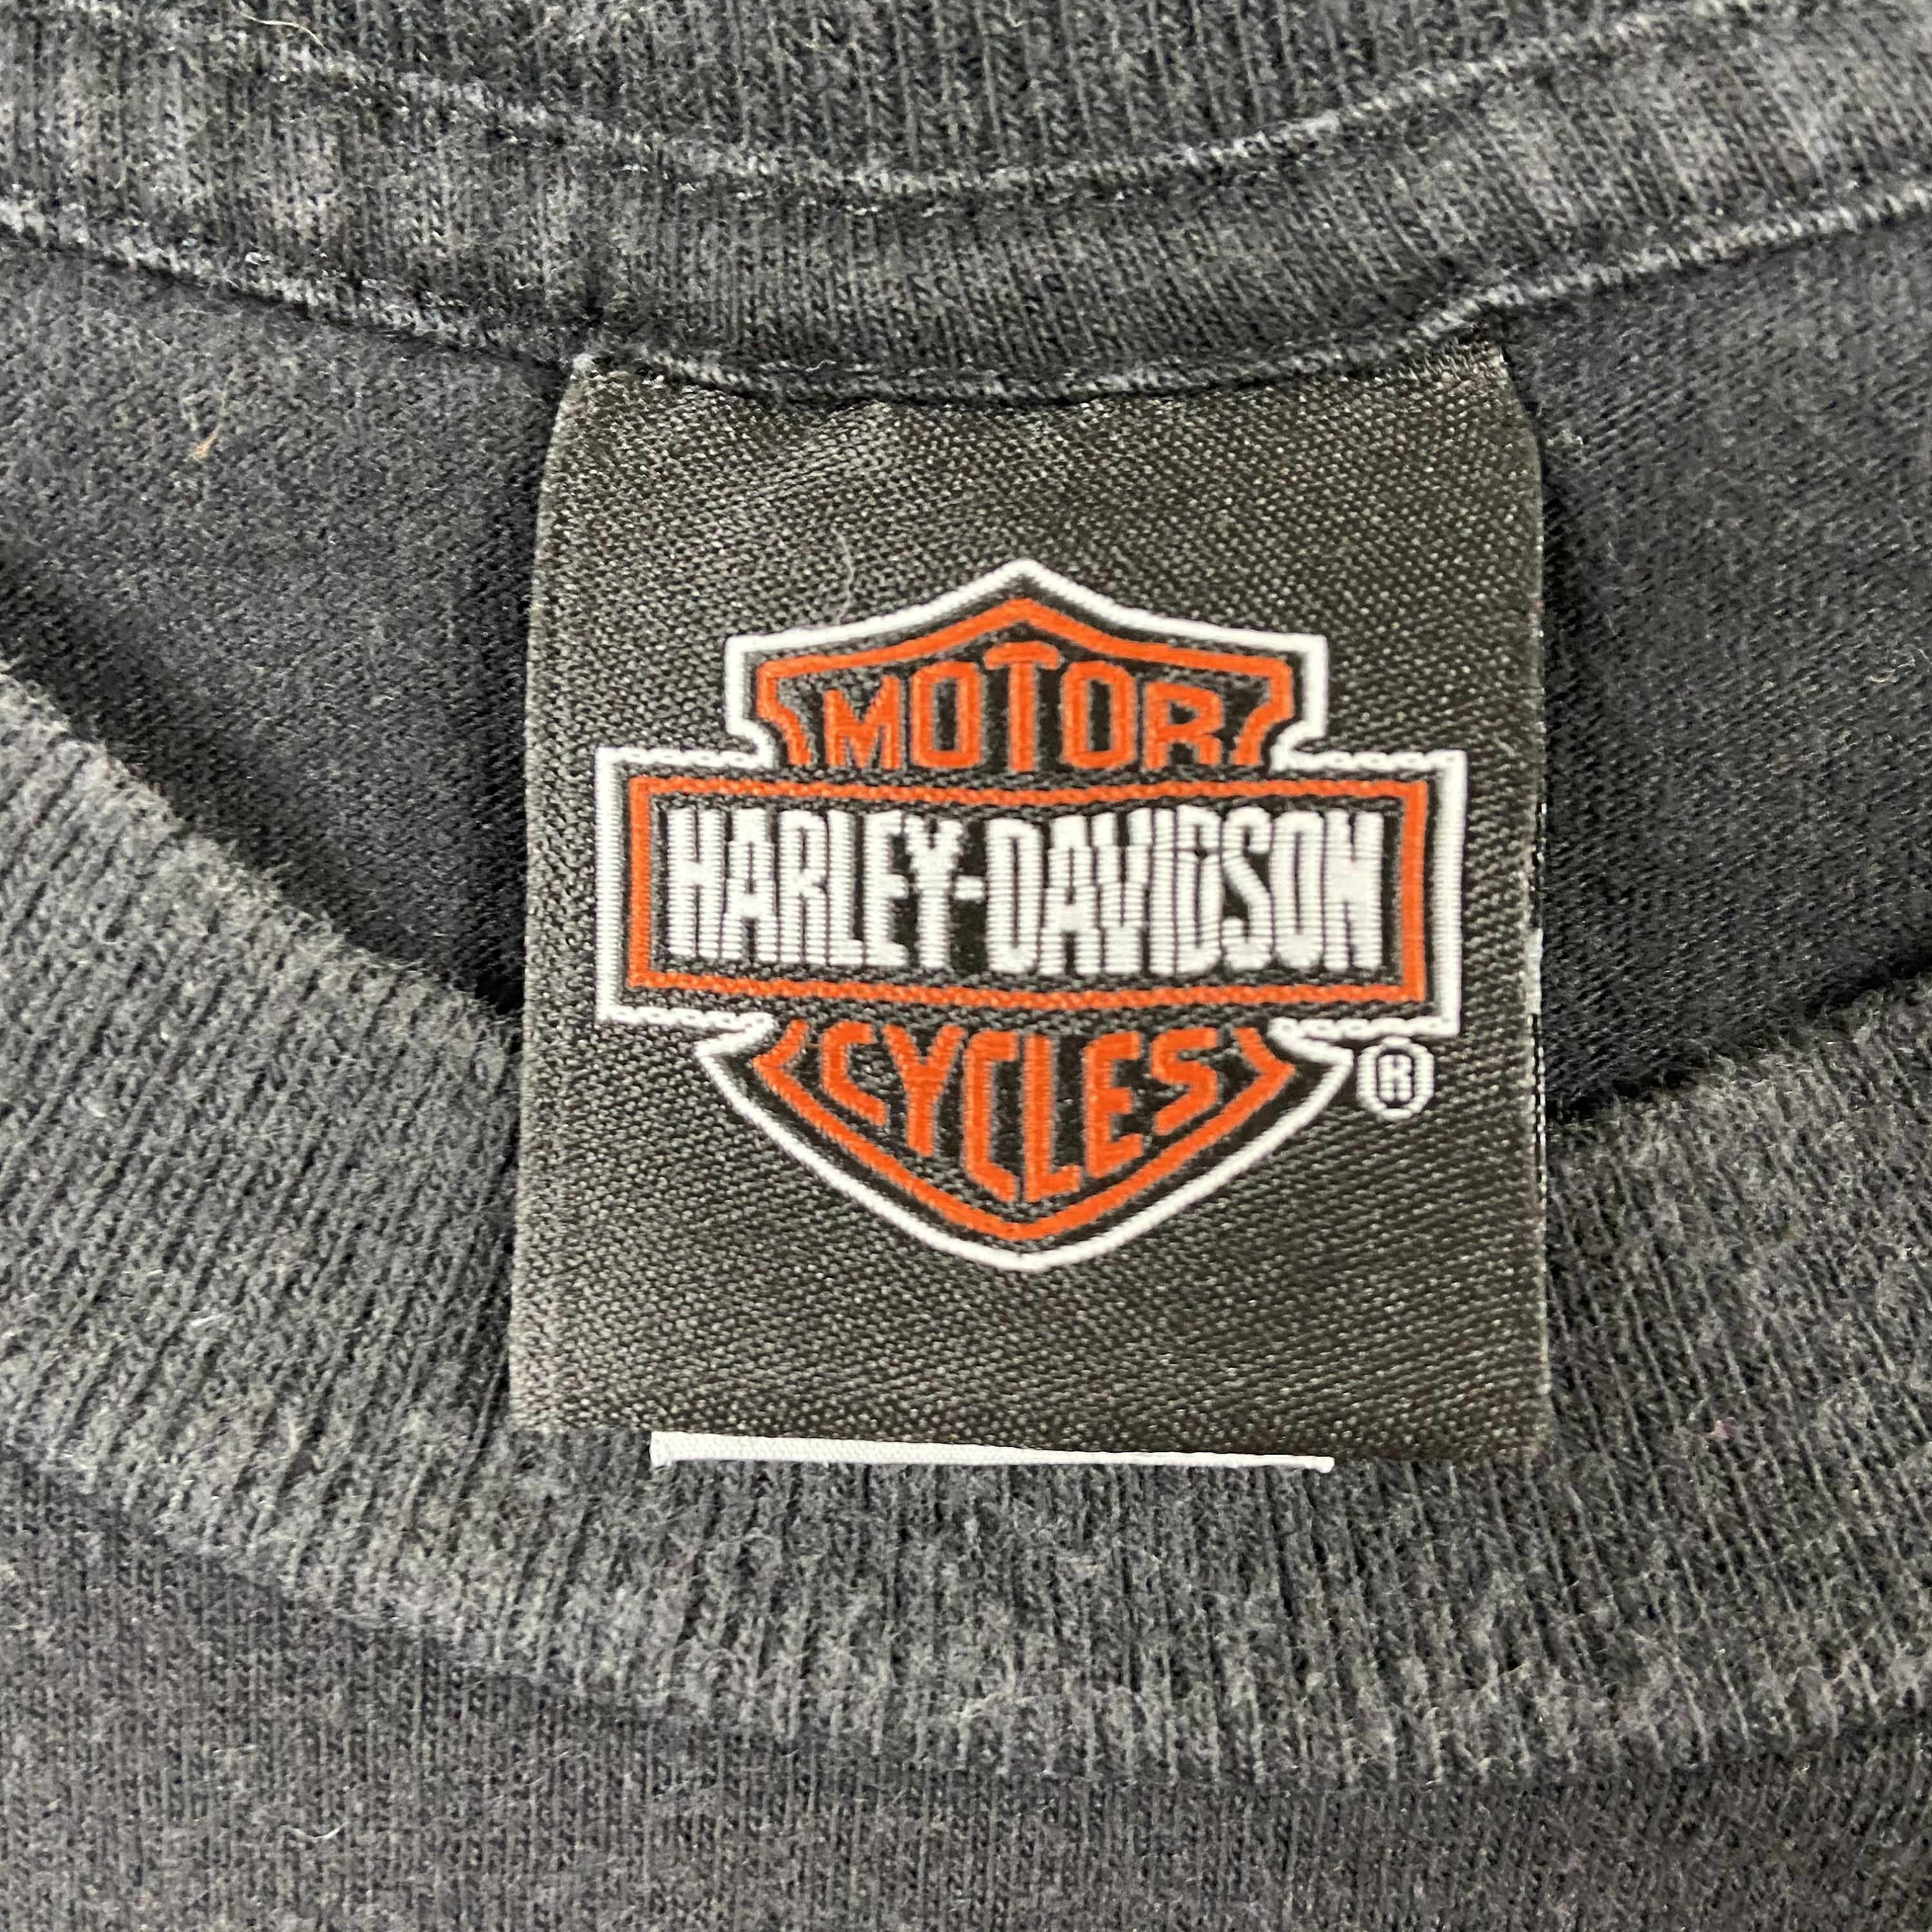 MOTOR
HARLEY-DAVIDSON
CYCLES
®